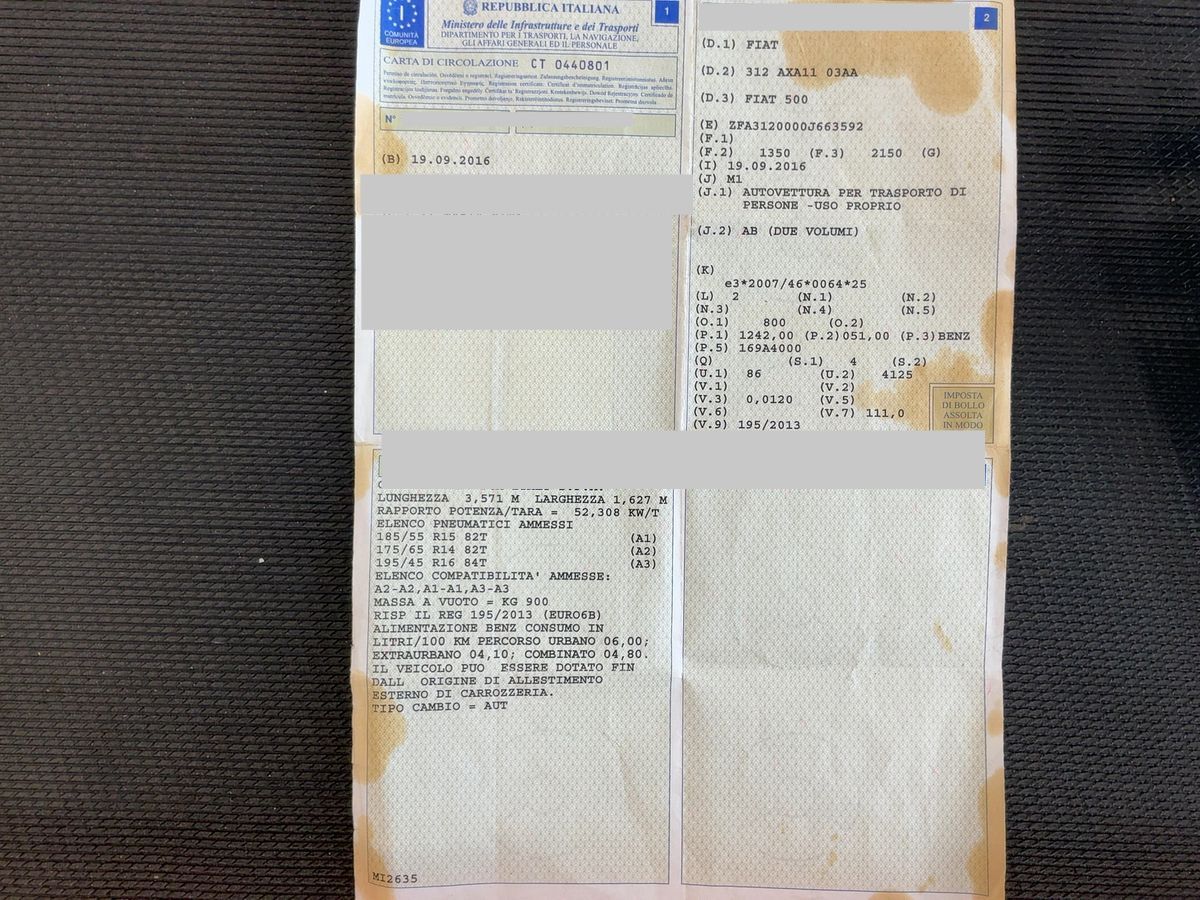 I
COMUNITÀ
EUROPEA
REPUBBLICA ITALIANA
Ministero delle Infrastrutture e dei Trasporti
DIPARTIMENTO PER I TRASPORTI, LA NAVIGAZIONE,
GLI AFFARI GENERALI ED IL PERSONALE
1
CARTA DI CIRCOLAZIONE CT 0440801
N°
(B) 19.09.2016
2
(D.1) FIAT
(D.2) 312 AXA11 03AA
(D.3) FIAT 500
(E) ZFA3120000J663592
(F.1)
(F.2) 1350 (F.3) 2150 (G)
(I) 19.09.2016
(J) M1
(J.1) AUTOVETTURA PER TRASPORTO DI
PERSONE -USO PROPRIO
(J.2) AB (DUE VOLUMI)
(K)
e3*2007/46*0064*25
(L) 2 (N.1) (N.2)
(N.3) (N.4) (N.5)
(O.1) 800 (O.2)
(P.1) 1242,00 (P.2)051,00 (P.3)BENZ
(P.5) 169A4000
(Q) (S.1) 4 (S.2)
(U.1) 86 (U.2) 4125
(V.1) (V.2)
(V.3) 0,0120 (V.5)
(V.6) (V.7) 111,0
(V.9) 195/2013
IMPOSTA
DI BOLLO
ASSOLTA
IN MODO
LUNGHEZZA 3,571 M LARGHEZZA 1,627 M
RAPPORTO POTENZA/TARA = 52,308 KW/T
ELENCO PNEUMATICI AMMESSI
185/55 R15 82T (A1)
175/65 R14 82T (A2)
195/45 R16 84T (A3)
ELENCO COMPATIBILITA' AMMESSE:
A2-A2,A1-A1,A3-A3
MASSA A VUOTO = KG 900
RISP IL REG 195/2013 (EURO6B)
ALIMENTAZIONE BENZ CONSUMO IN
LITRI/100 KM PERCORSO URBANO 06,00;
EXTRAURBANO 04,10; COMBINATO 04,80.
IL VEICOLO PUO ESSERE DOTATO FIN
DALL ORIGINE DI ALLESTIMENTO
ESTERNO DI CARROZZERIA.
TIPO CAMBIO = AUT
MI2635